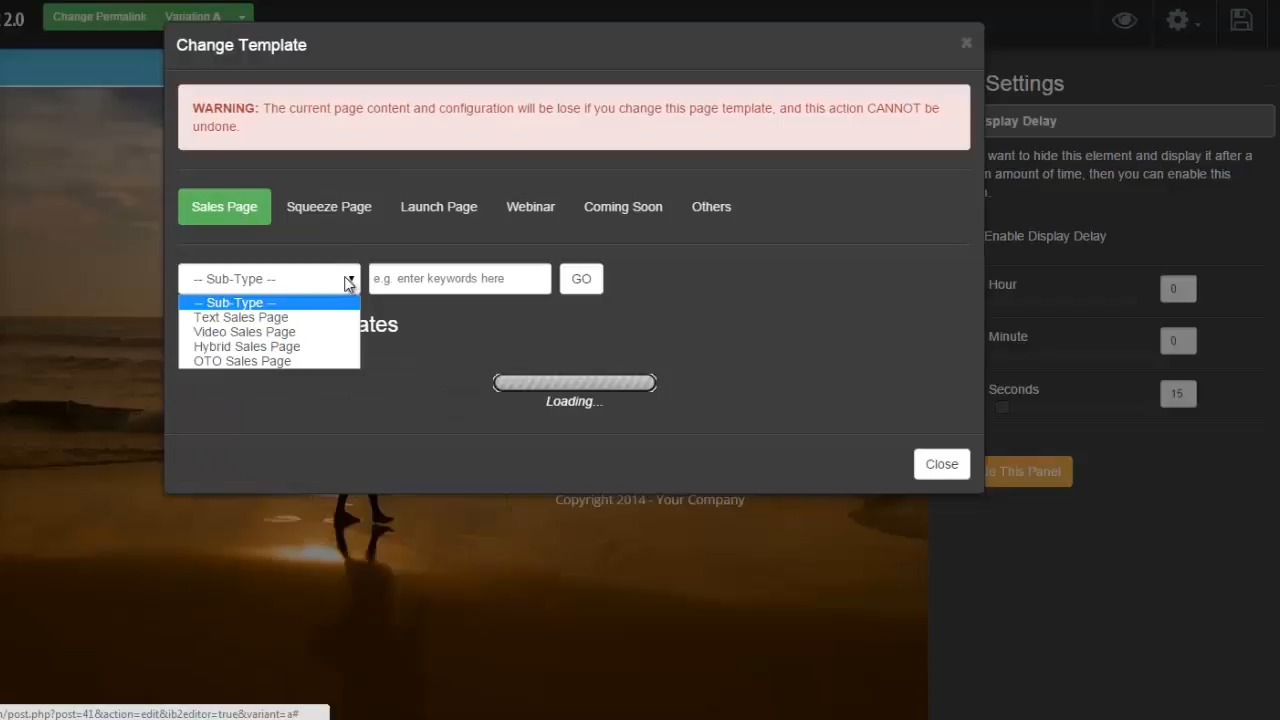 2.0
Change Permalink Variation A
Change Template
WARNING: The current page content and configuration will be lose if you change this page template, and this action CANNOT be
undone.
Sales Page Squeeze Page Launch Page Webinar Coming Soon Others
-- Sub-Type -- e.g. enter keywords here GO
-- Sub-Type --
Text Sales Page
Video Sales Page
Hybrid Sales Page
OTO Sales Page
ates
Loading...
Close
Settings
splay Delay
want to hide this element and display it after a
n amount of time, then you can enable this
Enable Display Delay
Hour 0
Minute 0
Seconds 15
e This Panel
Copyright 2014 - Your Company
n/post.php?post=41&action=edit&ib2editor=true&variant=a#